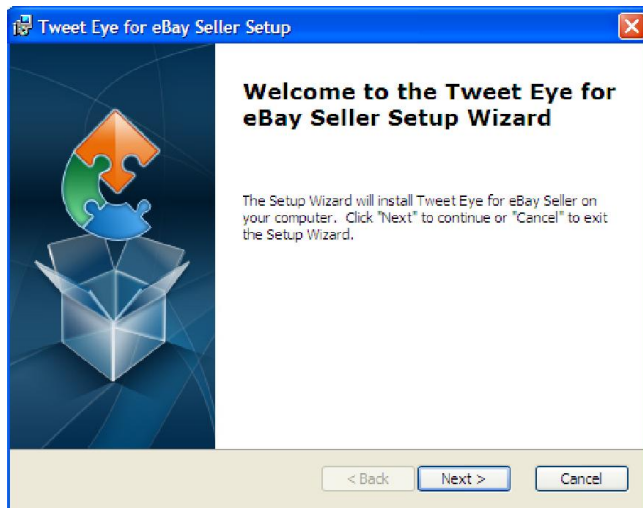 Tweet Eye for eBay Seller Setup
Welcome to the Tweet Eye for
eBay Seller Setup Wizard
The Setup Wizard will install Tweet Eye for eBay Seller on
your computer. Click "Next" to continue or "Cancel" to exit
the Setup Wizard.
< Back Next > Cancel